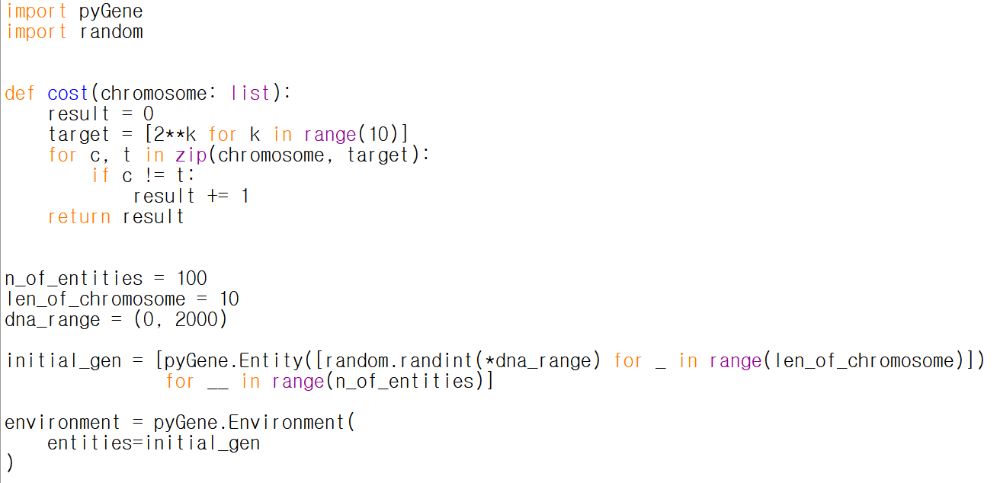 import pyGene
import random
def cost(chromosome: list):
    result = 0
    target = [2**k for k in range(10)]
    for c, t in zip(chromosome, target):
        if c != t:
            result += 1
    return result
n_of_entities = 100
len_of_chromosome = 10
dna_range = (0, 2000)
initial_gen = [pyGene.Entity([random.randint(*dna_range) for _ in range(len_of_chromosome)])
               for __ in range(n_of_entities)]
environment = pyGene.Environment(
    entities=initial_gen
)